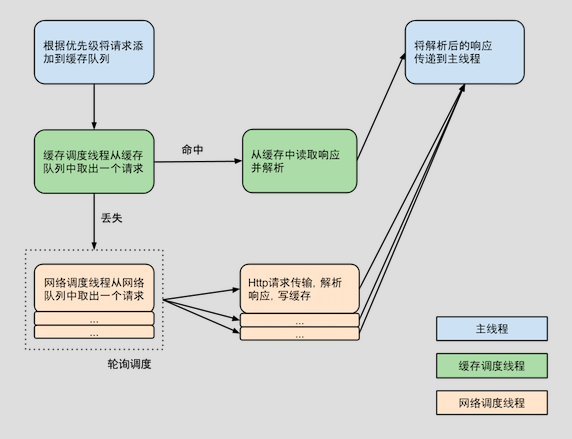 根据优先级将请求添
加到缓存队列
将解析后的响应
传递到主线程
缓存调度线程从缓存
队列中取出一个请求
命中
从缓存中读取响应
并解析
丢失
网络调度线程从网络
队列中取出一个请求
...
...
Http请求传输, 解析
响应, 写缓存
...
...
轮询调度
主线程
缓存调度线程
网络调度线程